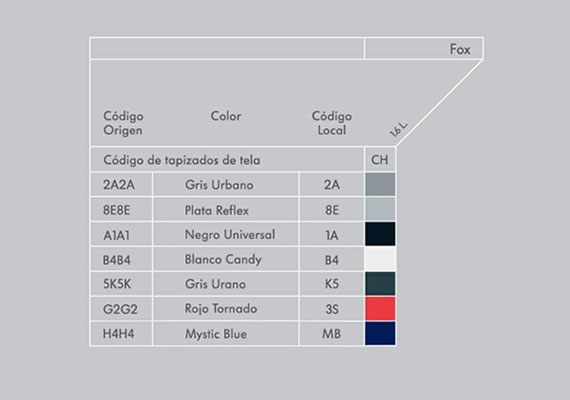 Fox
Código Origen Color Código Local 1.6 L.
Código de tapizados de tela CH
2A2A Gris Urbano 2A
8E8E Plata Reflex 8E
A1A1 Negro Universal 1A
B4B4 Blanco Candy B4
5K5K Gris Urano K5
G2G2 Rojo Tornado 3S
H4H4 Mystic Blue MB